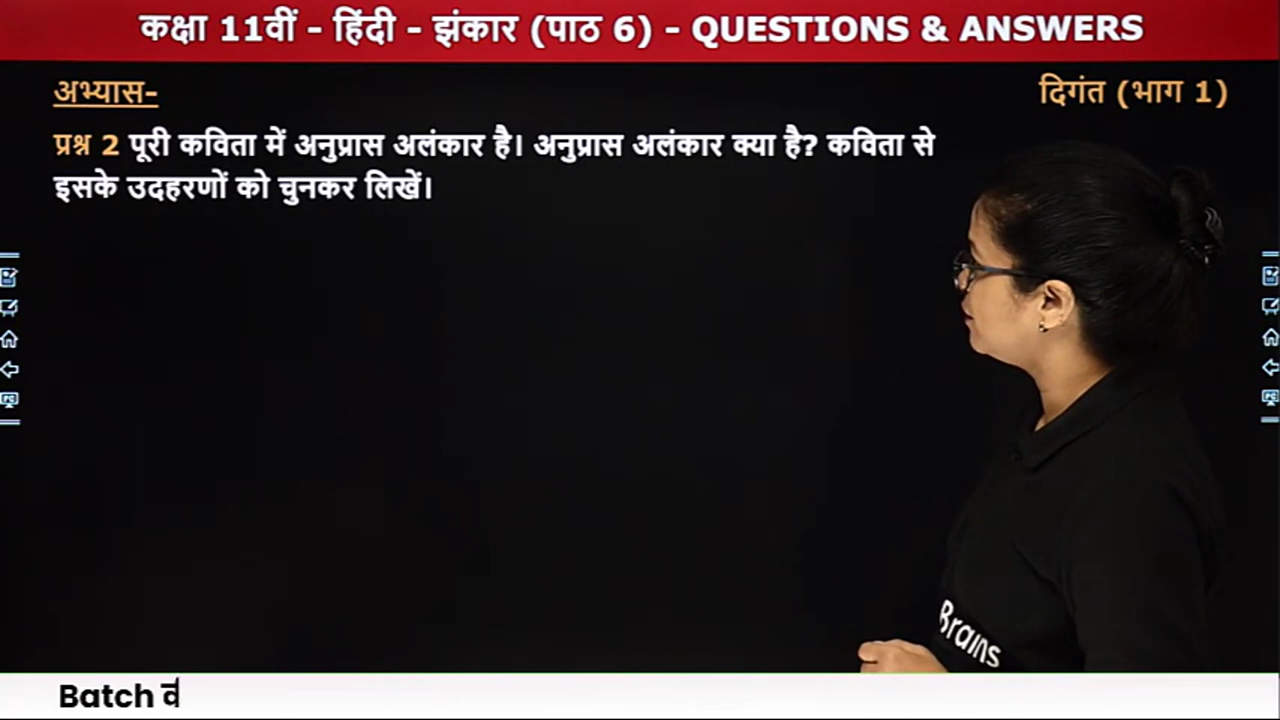 कक्षा 11वीं - हिंदी - झंकार (पाठ 6) - QUESTIONS & ANSWERS
अभ्यास-
दिगंत (भाग 1)
प्रश्न 2 पूरी कविता में अनुप्रास अलंकार है। अनुप्रास अलंकार क्या है? कविता से
इसके उदहरणों को चुनकर लिखें।
Brains
Batch